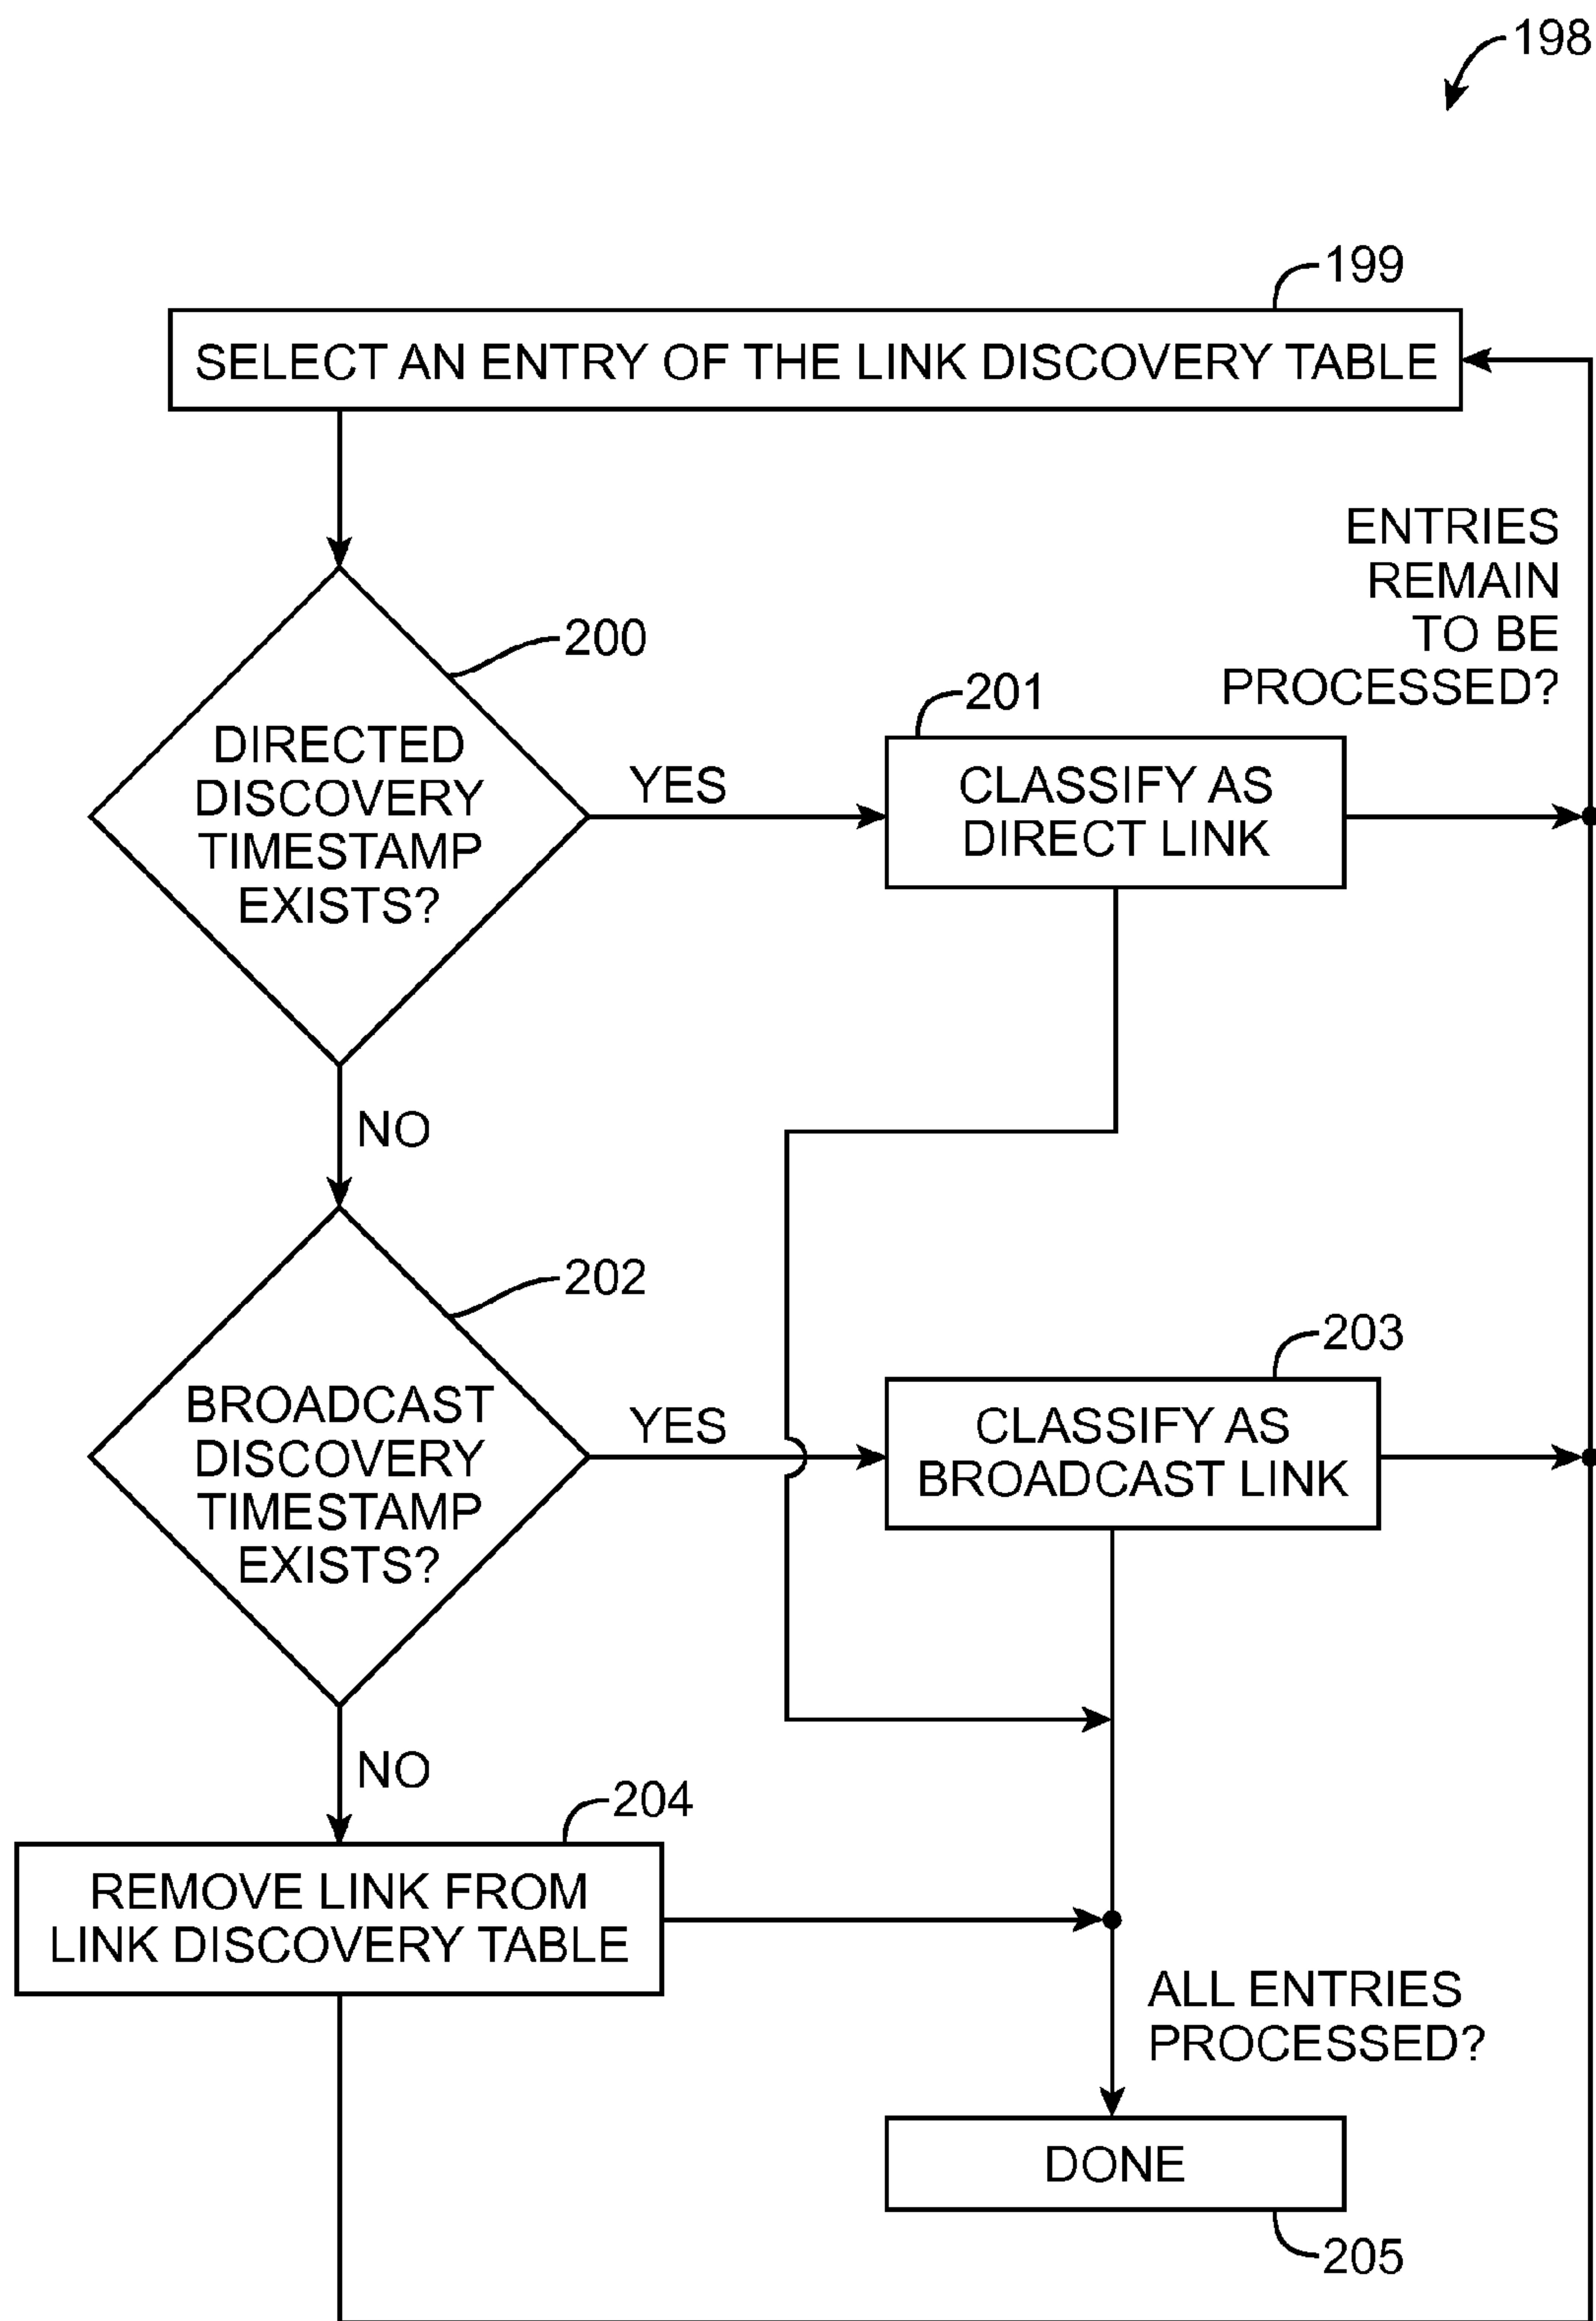 198
199
SELECT AN ENTRY OF THE LINK DISCOVERY TABLE
ENTRIES
REMAIN
TO BE
PROCESSED?
200
DIRECTED
DISCOVERY
TIMESTAMP
EXISTS?
YES
201
CLASSIFY AS
DIRECT LINK
NO
202
BROADCAST
DISCOVERY
TIMESTAMP
EXISTS?
YES
203
CLASSIFY AS
BROADCAST LINK
NO
204
REMOVE LINK FROM
LINK DISCOVERY TABLE
ALL ENTRIES
PROCESSED?
DONE
205